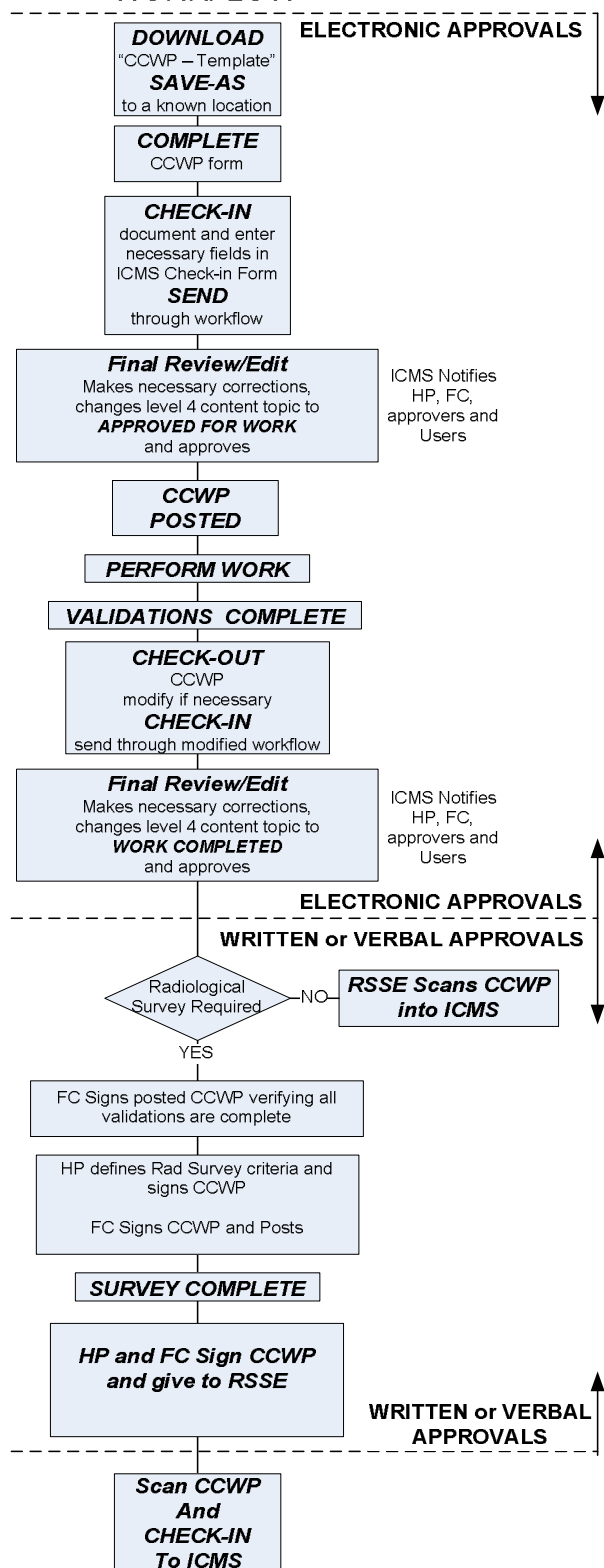 ELECTRONIC APPROVALS
DOWNLOAD
“CCWP – Template”
SAVE-AS
to a known location
COMPLETE
CCWP form
CHECK-IN
document and enter
necessary fields in
ICMS Check-in Form
SEND
through workflow
Final Review/Edit
Makes necessary corrections,
changes level 4 content topic to
APPROVED FOR WORK
and approves
ICMS Notifies
HP, FC,
approvers and
Users
CCWP
POSTED
PERFORM WORK
VALIDATIONS COMPLETE
CHECK-OUT
CCWP
modify if necessary
CHECK-IN
send through modified workflow
Final Review/Edit
Makes necessary corrections,
changes level 4 content topic to
WORK COMPLETED
and approves
ICMS Notifies
HP, FC,
approvers and
Users
ELECTRONIC APPROVALS
WRITTEN or VERBAL APPROVALS
Radiological
Survey Required
NO
RSSE Scans CCWP
into ICMS
YES
FC Signs posted CCWP verifying all
validations are complete
HP defines Rad Survey criteria and
signs CCWP
FC Signs CCWP and Posts
SURVEY COMPLETE
HP and FC Sign CCWP
and give to RSSE
WRITTEN or VERBAL
APPROVALS
Scan CCWP
And
CHECK-IN
To ICMS